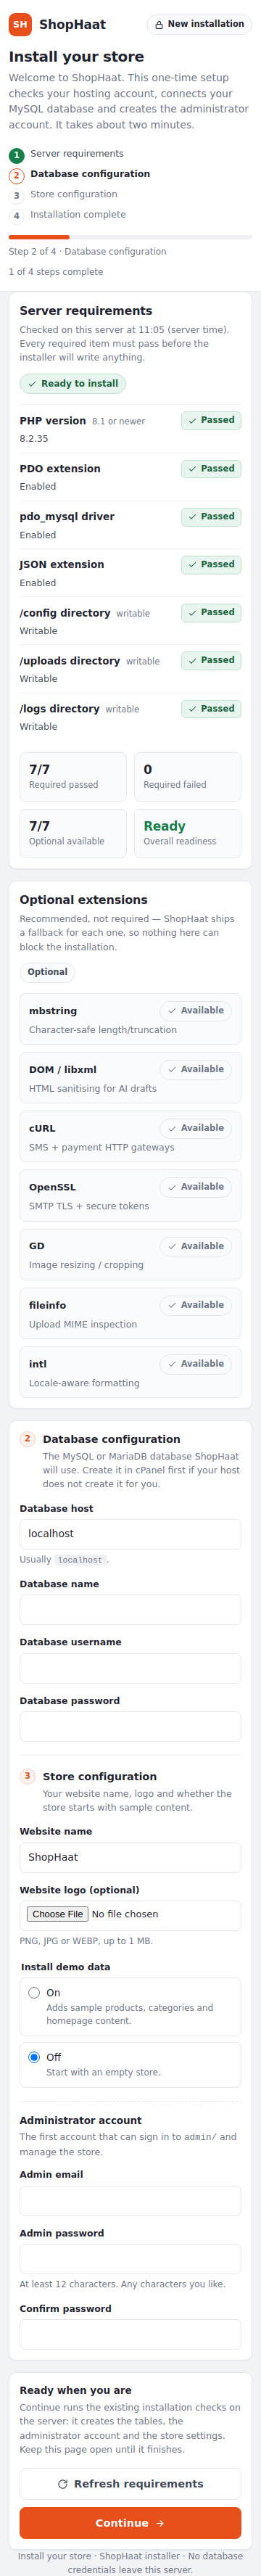 SH ShopHaat New installation
Install your store
Welcome to ShopHaat. This one-time setup
checks your hosting account, connects your
MySQL database and creates the administrator
account. It takes about two minutes.
1 Server requirements
2 Database configuration
3 Store configuration
4 Installation complete
Step 2 of 4 · Database configuration
1 of 4 steps complete
Server requirements
Checked on this server at 11:05 (server time).
Every required item must pass before the
installer will write anything.
Ready to install
PHP version 8.1 or newer Passed
8.2.35
PDO extension Passed
Enabled
pdo_mysql driver Passed
Enabled
JSON extension Passed
Enabled
/config directory writable Passed
Writable
/uploads directory writable Passed
Writable
/logs directory writable Passed
Writable
7/7 0
Required passed Required failed
7/7 Ready
Optional available Overall readiness
Optional extensions
Recommended, not required — ShopHaat ships
a fallback for each one, so nothing here can
block the installation.
Optional
mbstring Available
Character-safe length/truncation
DOM / libxml Available
HTML sanitising for AI drafts
cURL Available
SMS + payment HTTP gateways
OpenSSL Available
SMTP TLS + secure tokens
GD Available
Image resizing / cropping
fileinfo Available
Upload MIME inspection
intl Available
Locale-aware formatting
2 Database configuration
The MySQL or MariaDB database ShopHaat
will use. Create it in cPanel first if your host
does not create it for you.
Database host
localhost
Usually localhost.
Database name
Database username
Database password
3 Store configuration
Your website name, logo and whether the
store starts with sample content.
Website name
ShopHaat
Website logo (optional)
Choose File No file chosen
PNG, JPG or WEBP, up to 1 MB.
Install demo data
On
Adds sample products, categories and
homepage content.
Off
Start with an empty store.
Administrator account
The first account that can sign in to admin/ and
manage the store.
Admin email
Admin password
At least 12 characters. Any characters you like.
Confirm password
Ready when you are
Continue runs the existing installation checks on
the server: it creates the tables, the
administrator account and the store settings.
Keep this page open until it finishes.
Refresh requirements
Continue →
Install your store · ShopHaat installer · No database
credentials leave this server.